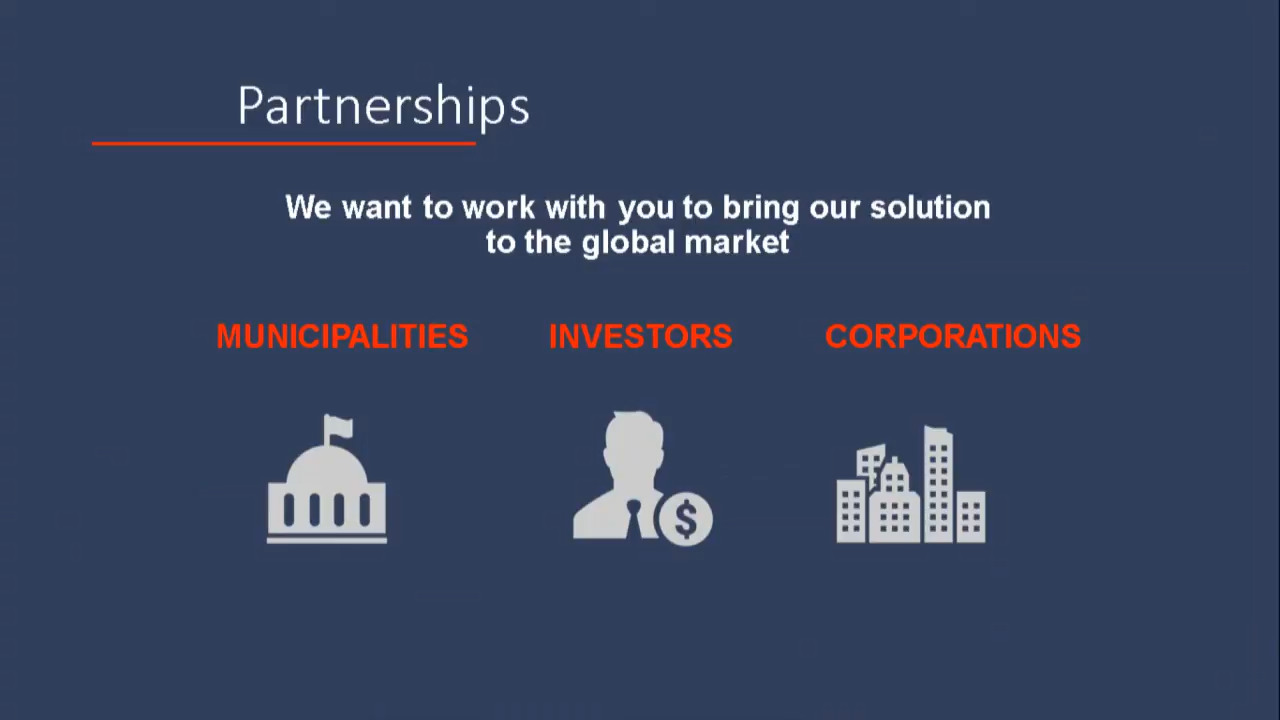 Partnerships
We want to work with you to bring our solution
to the global market
MUNICIPALITIES INVESTORS CORPORATIONS
$